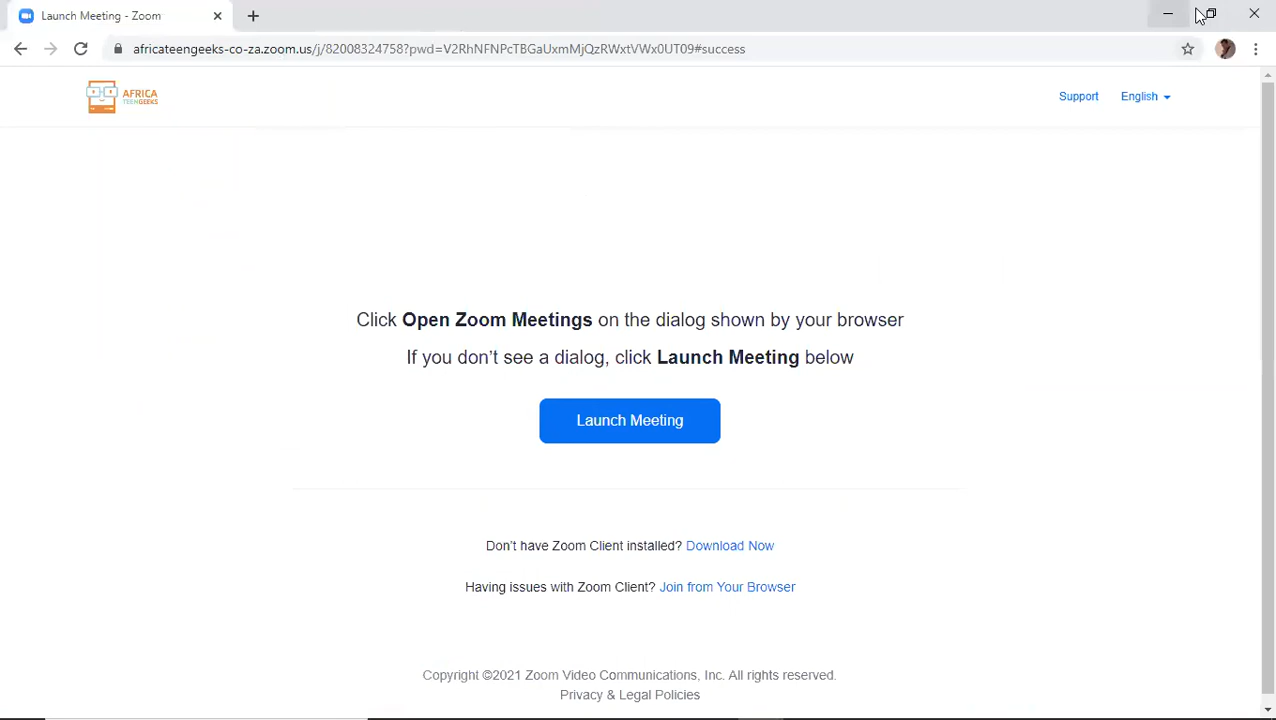 Launch Meeting - Zoom
africateengeeks-co-za.zoom.us/j/82008324758?pwd=V2RhNFNPcTBGaUxmMjQzRWxtVWx0UT09#success
AFRICA
TEENGEEKS
Support
English
Click Open Zoom Meetings on the dialog shown by your browser
If you don't see a dialog, click Launch Meeting below
Launch Meeting
Don't have Zoom Client installed? Download Now
Having issues with Zoom Client? Join from Your Browser
Copyright ©2021 Zoom Video Communications, Inc. All rights reserved.
Privacy & Legal Policies